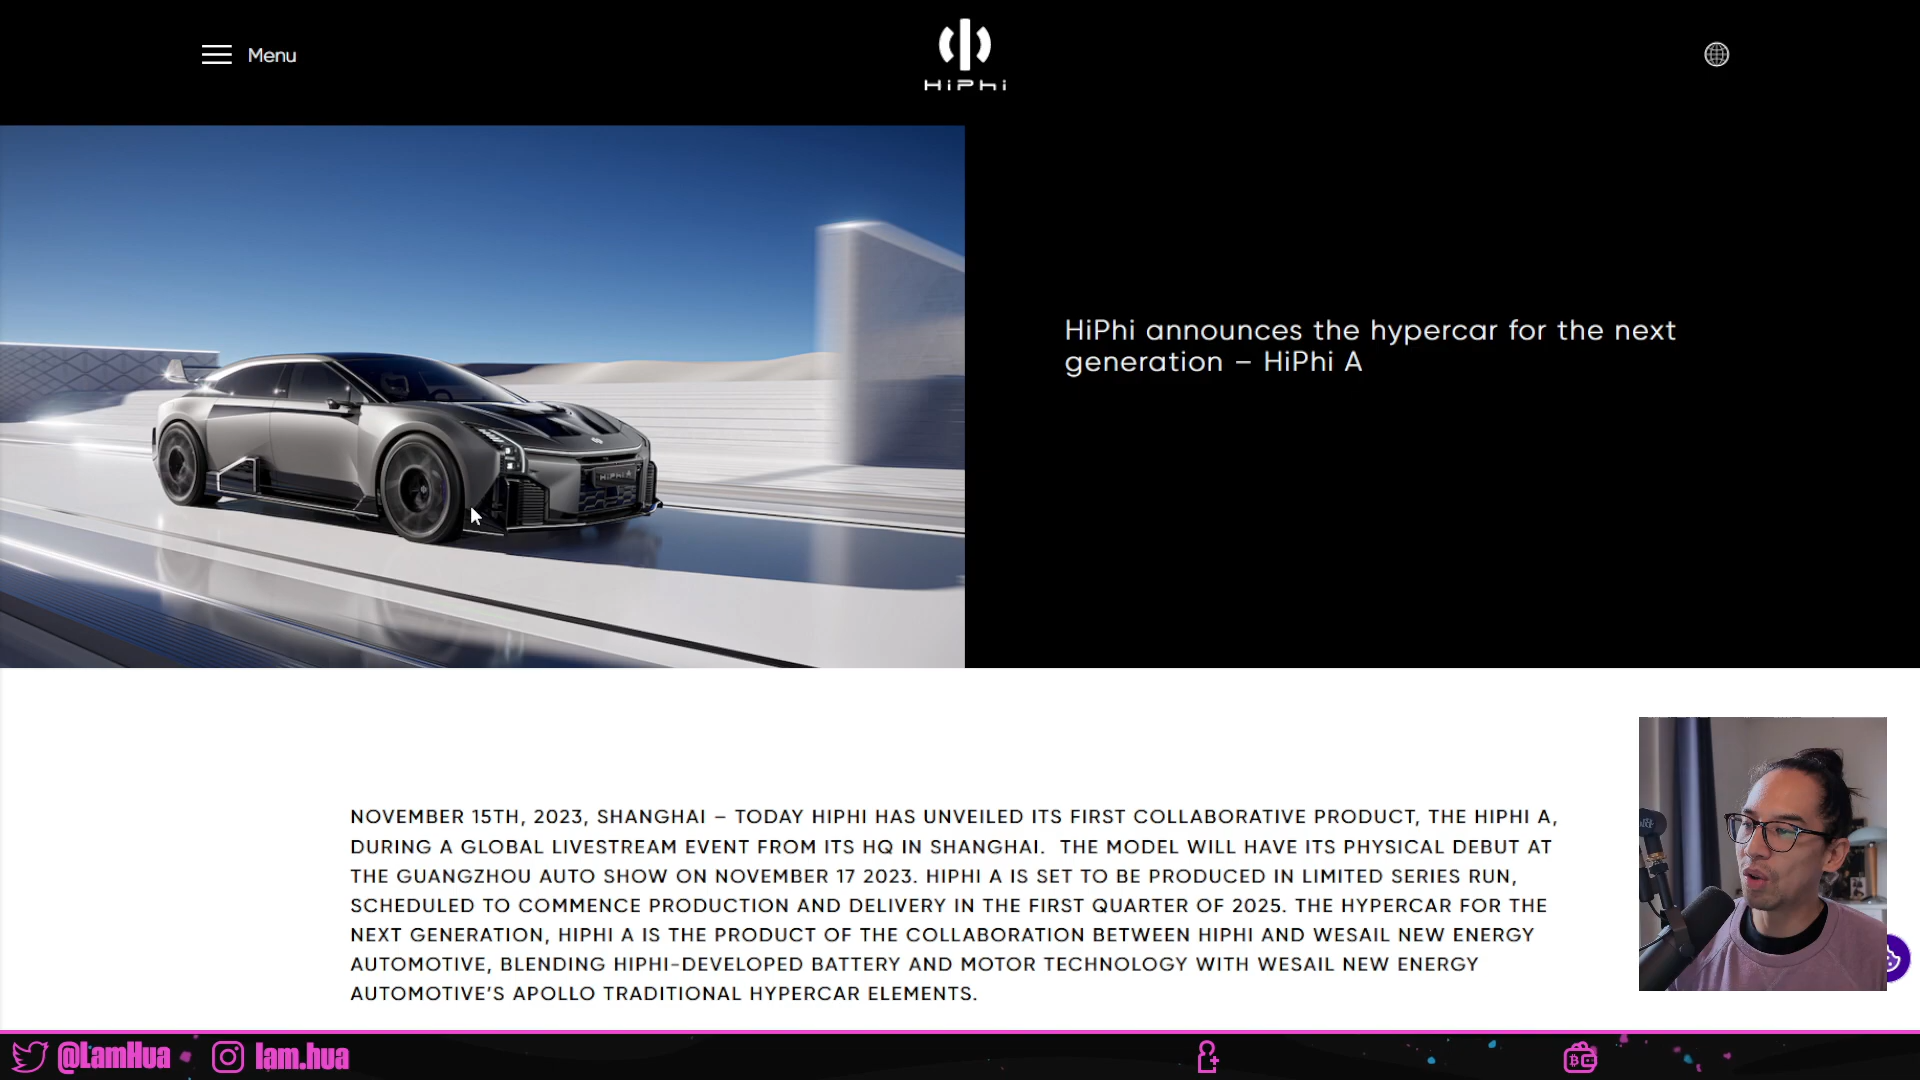 Menu
HiPhi
HiPhi announces the hypercar for the next
generation – HiPhi A
HiPhi A
NOVEMBER 15TH, 2023, SHANGHAI – TODAY HIPHI HAS UNVEILED ITS FIRST COLLABORATIVE PRODUCT, THE HIPHI A,
DURING A GLOBAL LIVESTREAM EVENT FROM ITS HQ IN SHANGHAI. THE MODEL WILL HAVE ITS PHYSICAL DEBUT AT
THE GUANGZHOU AUTO SHOW ON NOVEMBER 17 2023. HIPHI A IS SET TO BE PRODUCED IN LIMITED SERIES RUN,
SCHEDULED TO COMMENCE PRODUCTION AND DELIVERY IN THE FIRST QUARTER OF 2025. THE HYPERCAR FOR THE
NEXT GENERATION, HIPHI A IS THE PRODUCT OF THE COLLABORATION BETWEEN HIPHI AND WESAIL NEW ENERGY
AUTOMOTIVE, BLENDING HIPHI-DEVELOPED BATTERY AND MOTOR TECHNOLOGY WITH WESAIL NEW ENERGY
AUTOMOTIVE'S APOLLO TRADITIONAL HYPERCAR ELEMENTS.
@LamHua
lam.hua